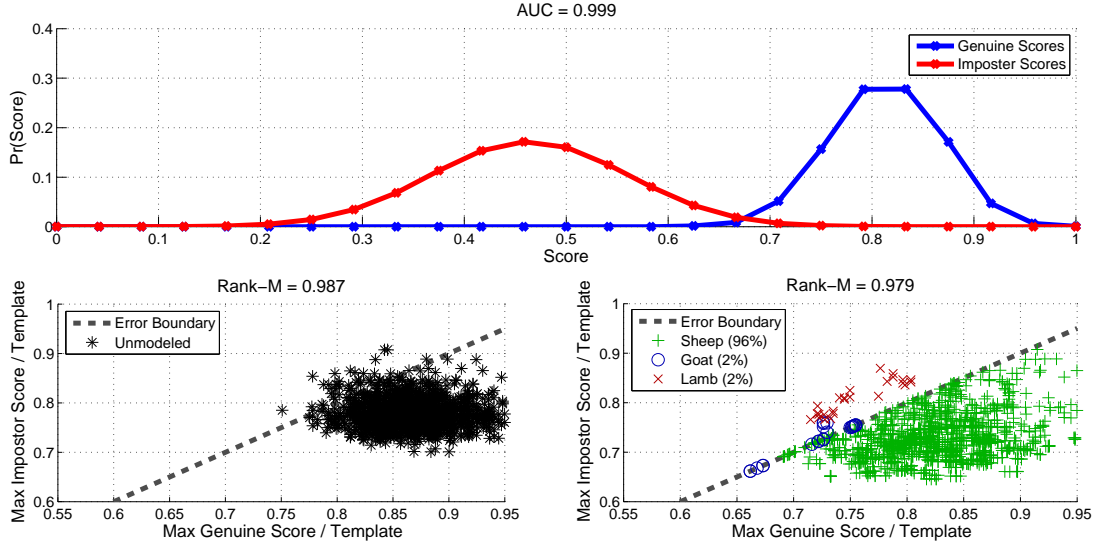 AUC = 0.999
Pr(Score)
0.4
0.3
0.2
0.1
0
Genuine Scores
Imposter Scores
0 0.1 0.2 0.3 0.4 0.5 0.6 0.7 0.8 0.9 1
Score
Rank−M = 0.987
Max Impostor Score / Template
1
0.9
0.8
0.7
0.6
Error Boundary
Unmodeled
0.55 0.6 0.65 0.7 0.75 0.8 0.85 0.9 0.95
Max Genuine Score / Template
Rank−M = 0.979
Max Impostor Score / Template
1
0.9
0.8
0.7
0.6
Error Boundary
Sheep (96%)
Goat (2%)
Lamb (2%)
0.55 0.6 0.65 0.7 0.75 0.8 0.85 0.9 0.95
Max Genuine Score / Template